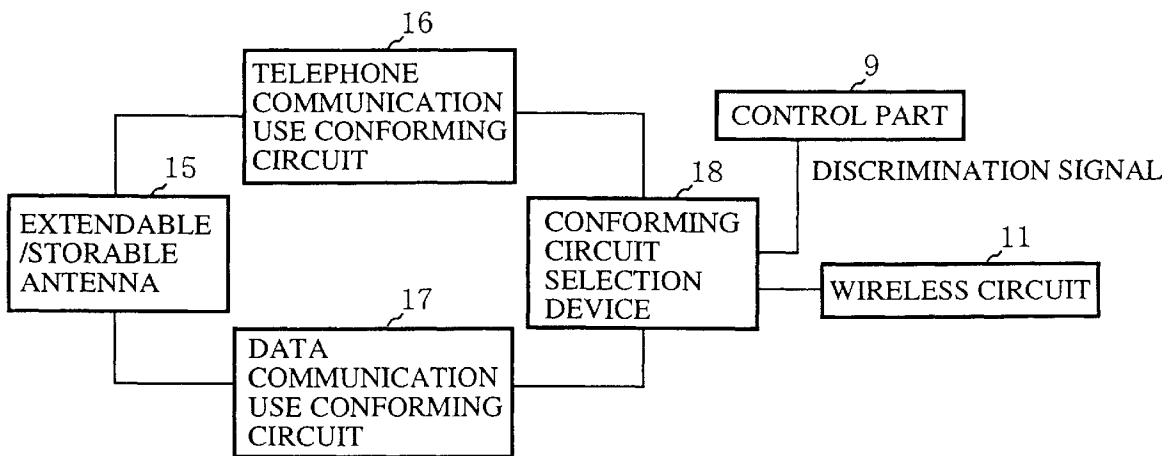 16
TELEPHONE
COMMUNICATION
USE CONFORMING
CIRCUIT
9
CONTROL PART
DISCRIMINATION SIGNAL
15
EXTENDABLE
/STORABLE
ANTENNA
18
CONFORMING
CIRCUIT
SELECTION
DEVICE
11
WIRELESS CIRCUIT
17
DATA
COMMUNICATION
USE CONFORMING
CIRCUIT